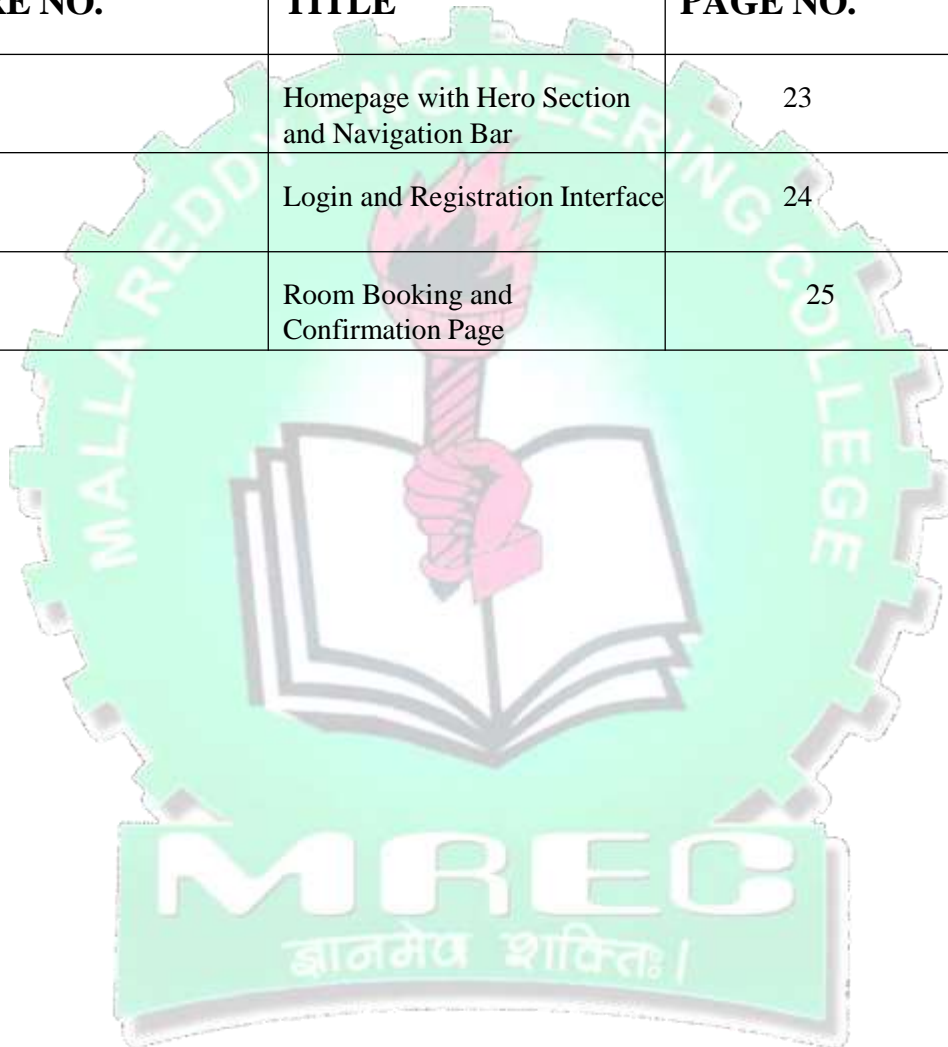 E NO.
TITLE
PAGE NO.
Homepage with Hero Section
and Navigation Bar
23
Login and Registration Interface
24
Room Booking and
Confirmation Page
25
MALLA REDDY ENGINEERING COLLEGE
MREC
ज्ञानमेव शक्तिः।